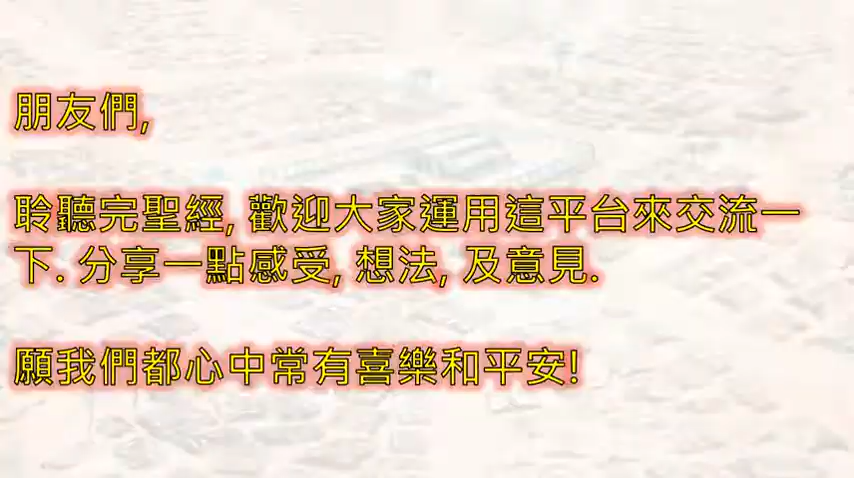 朋友們,
聆聽完聖經, 歡迎大家運用這平台來交流一
下. 分享一點感受, 想法, 及意見.
願我們都心中常有喜樂和平安!